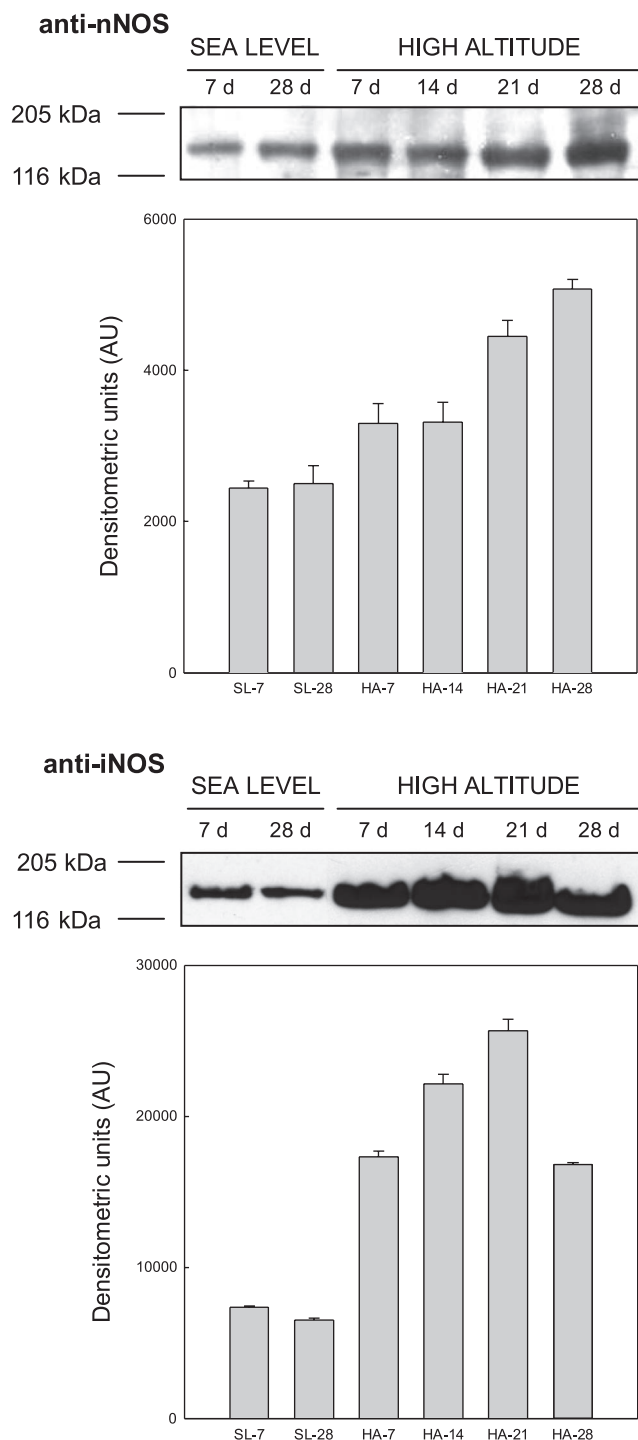 anti-nNOS
SEA LEVEL HIGH ALTITUDE
7 d 28 d 7 d 14 d 21 d 28 d
205 kDa
116 kDa
6000
4000
2000
0
Densitometric units (AU)
SL-7 SL-28 HA-7 HA-14 HA-21 HA-28
anti-iNOS
SEA LEVEL HIGH ALTITUDE
7 d 28 d 7 d 14 d 21 d 28 d
205 kDa
116 kDa
30000
20000
10000
0
Densitometric units (AU)
SL-7 SL-28 HA-7 HA-14 HA-21 HA-28